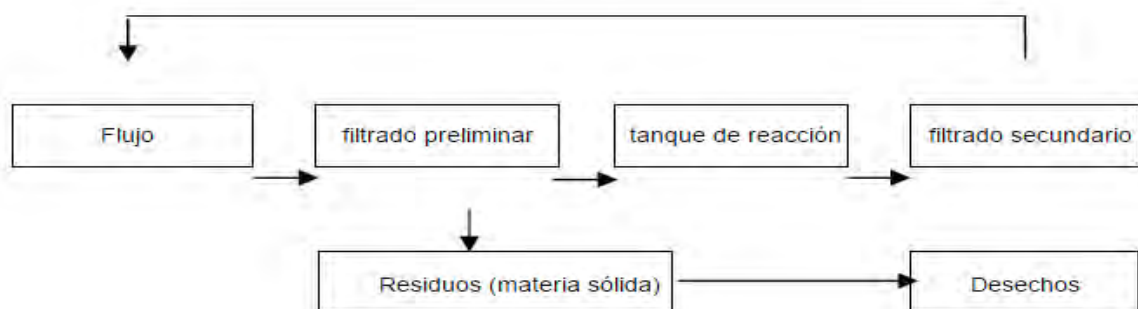 Flujo
filtrado preliminar
tanque de reacción
filtrado secundario
Residuos (materia sólida)
Desechos